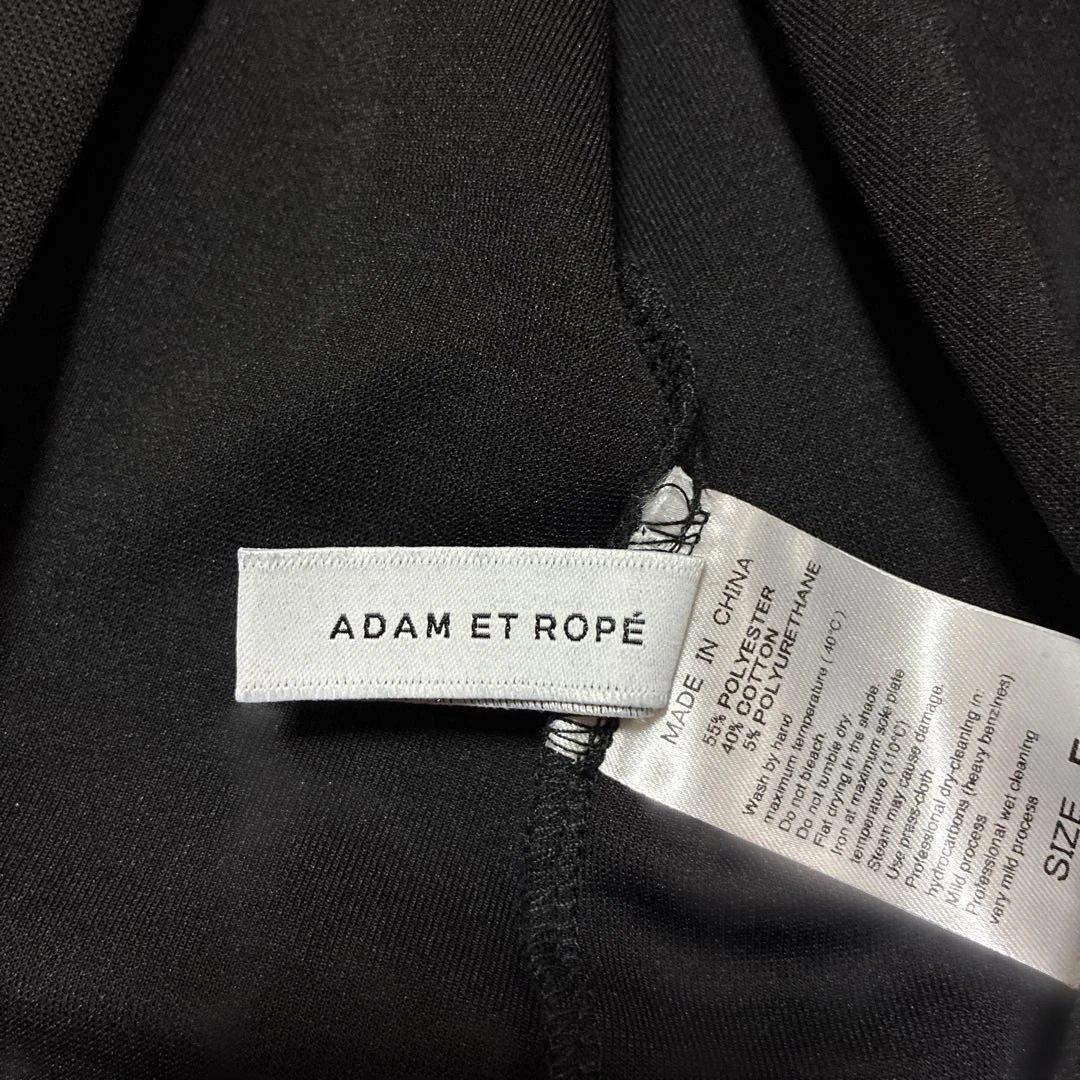 ADAM ET ROPÉ
MADE IN CHINA
55% POLYESTER
40% COTTON
5% POLYURETHANE
Wash by hand
maximum temperature ( 40°C)
Do not bleach.
Do not tumble dry.
Flat drying in the shade.
Iron at maximum sole plate
temperature (110°C)
Steam may cause damage.
Use press-cloth
Professional dry-cleaning in:
hydrocarbons (heavy benzines)
Mild process
Professional wet cleaning
very mild process
SIZE